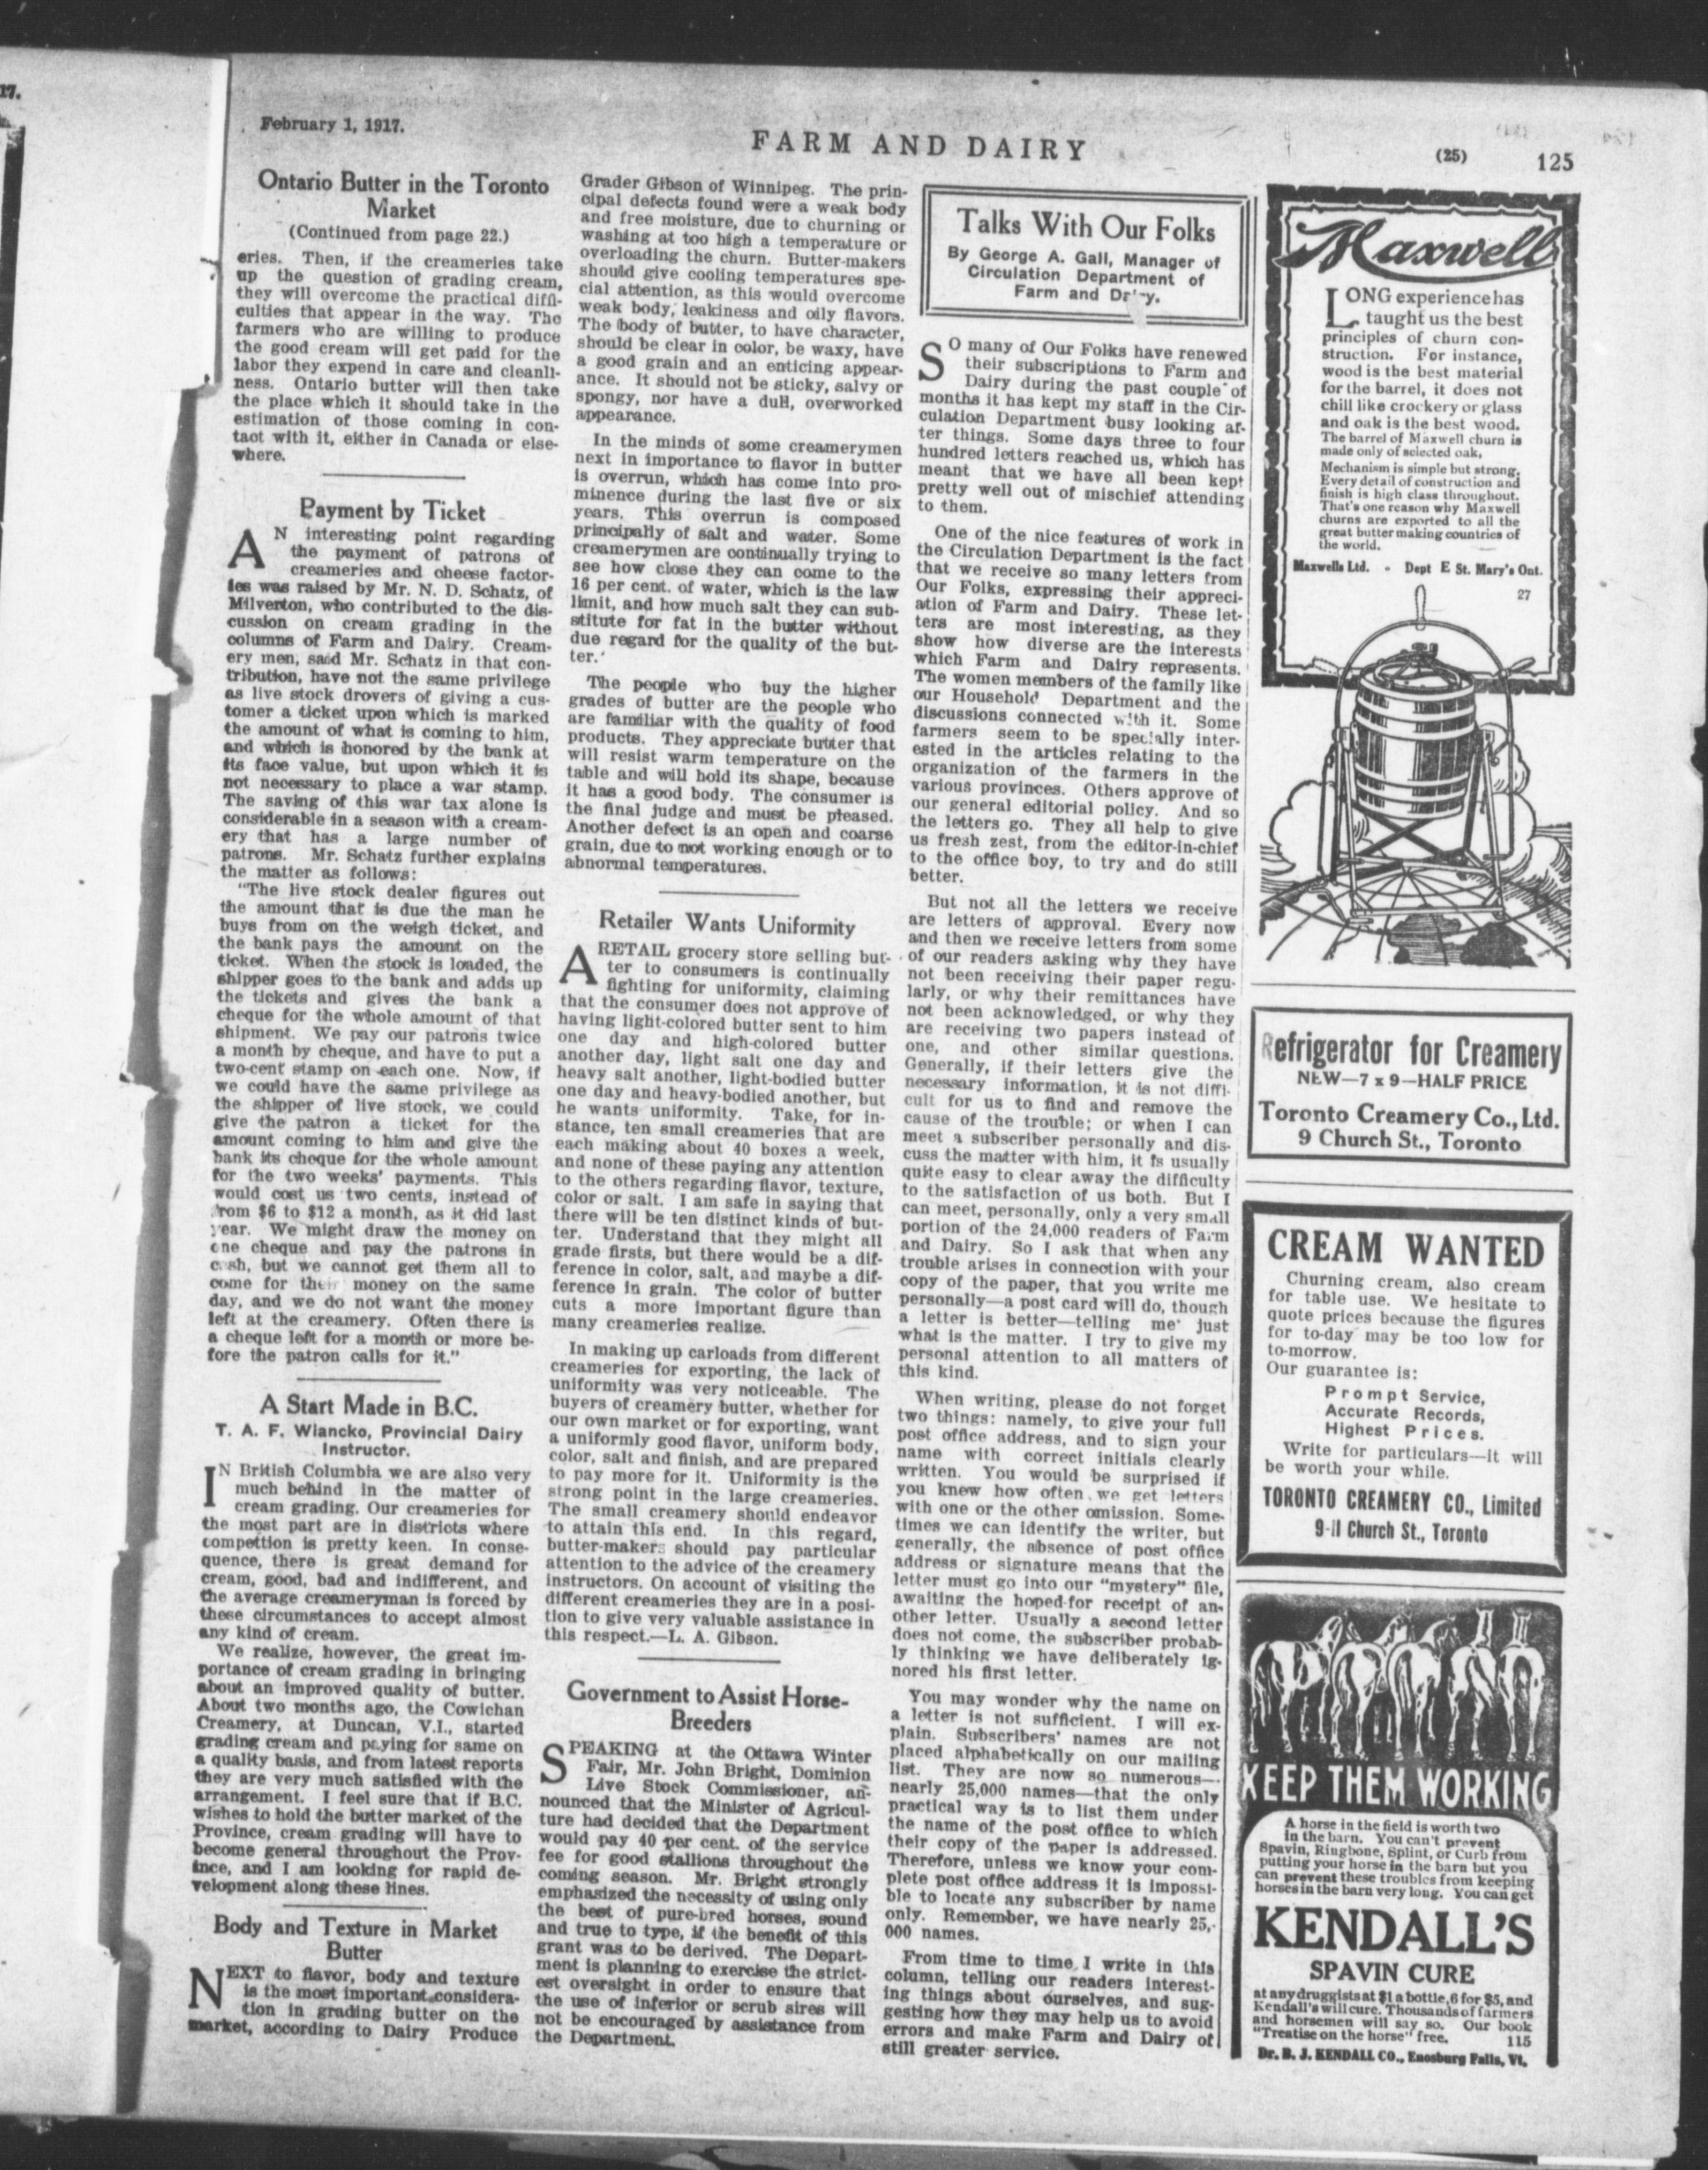 17.
February 1, 1917.
FARM AND DAIRY
(25)
125
Ontario Butter in the Toronto
Market
(Continued from page 22.)
eries. Then, if the creameries take
up the question of grading cream,
they will overcome the practical diffi-
culties that appear in the way. The
farmers who are willing to produce
the good cream will get paid for the
labor they expend in care and cleanli-
ness. Ontario butter will then take
the place which it should take in the
estimation of those coming in con-
tact with it, either in Canada or else-
where.
Payment by Ticket
AN interesting point regarding
the payment of patrons of
creameries and cheese factor-
ies was raised by Mr. N. D. Schatz, of
Milverton, who contributed to the dis-
cussion on cream grading in the
columns of Farm and Dairy. Cream-
ery men, said Mr. Schatz in that con-
tribution, have not the same privilege
as live stock drovers of giving a cus-
tomer a ticket upon which is marked
the amount of what is coming to him,
and which is honored by the bank at
its face value, but upon which it is
not necessary to place a war stamp.
The saving of this war tax alone is
considerable in a season with a cream-
ery that has a large number of
patrons. Mr. Schatz further explains
the matter as follows:
"The live stock dealer figures out
the amount that is due the man he
buys from on the weigh ticket, and
the bank pays the amount on the
ticket. When the stock is loaded, the
shipper goes to the bank and adds up
the tickets and gives the bank a
cheque for the whole amount of that
shipment. We pay our patrons twice
a month by cheque, and have to put a
two-cent stamp on each one. Now, if
we could have the same privilege as
the shipper of live stock, we could
give the patron a ticket for the
amount coming to him and give the
bank its cheque for the whole amount
for the two weeks' payments. This
would cost us two cents, instead of
from $6 to $12 a month, as it did last
year. We might draw the money on
one cheque and pay the patrons in
cash, but we cannot get them all to
come for their money on the same
day, and we do not want the money
left at the creamery. Often there is
a cheque left for a month or more be-
fore the patron calls for it."
A Start Made in B.C.
T. A. F. Wiancko, Provincial Dairy
Instructor.
IN British Columbia we are also very
much behind in the matter of
cream grading. Our creameries for
the most part are in districts where
competition is pretty keen. In conse-
quence, there is great demand for
cream, good, bad and indifferent, and
the average creameryman is forced by
these circumstances to accept almost
any kind of cream.
We realize, however, the great im-
portance of cream grading in bringing
about an improved quality of butter.
About two months ago, the Cowichan
Creamery, at Duncan, V.I., started
grading cream and paying for same on
a quality basis, and from latest reports
they are very much satisfied with the
arrangement. I feel sure that if B.C.
wishes to hold the butter market of the
Province, cream grading will have to
become general throughout the Prov-
ince, and I am looking for rapid de-
velopment along these lines.
Body and Texture in Market
Butter
NEXT to flavor, body and texture
is the most important considera-
tion in grading butter on the
market, according to Dairy Produce
Grader Gibson of Winnipeg. The prin-
cipal defects found were a weak body
and free moisture, due to churning or
washing at too high a temperature or
overloading the churn. Butter-makers
should give cooling temperatures spe-
cial attention, as this would overcome
weak body, leakiness and oily flavors.
The body of butter, to have character,
should be clear in color, be waxy, have
a good grain and an enticing appear-
ance. It should not be sticky, salvy or
spongy, nor have a dull, overworked
appearance.
In the minds of some creamerymen
next in importance to flavor in butter
is overrun, which has come into pro-
minence during the last five or six
years. This overrun is composed
principally of salt and water. Some
creamerymen are continually trying to
see how close they can come to the
16 per cent. of water, which is the law
limit, and how much salt they can sub-
stitute for fat in the butter without
due regard for the quality of the but-
ter.
The people who buy the higher
grades of butter are the people who
are familiar with the quality of food
products. They appreciate butter that
will resist warm temperature on the
table and will hold its shape, because
it has a good body. The consumer is
the final judge and must be pleased.
Another defect is an open and coarse
grain, due to not working enough or to
abnormal temperatures.
Retailer Wants Uniformity
A RETAIL grocery store selling but-
ter to consumers is continually
fighting for uniformity, claiming
that the consumer does not approve of
having light-colored butter sent to him
one day and high-colored butter
another day, light salt one day and
heavy salt another, light-bodied butter
one day and heavy-bodied another, but
he wants uniformity. Take, for in-
stance, ten small creameries that are
each making about 40 boxes a week,
and none of these paying any attention
to the others regarding flavor, texture,
color or salt. I am safe in saying that
there will be ten distinct kinds of but-
ter. Understand that they might all
grade firsts, but there would be a dif-
ference in color, salt, and maybe a dif-
ference in grain. The color of butter
cuts a more important figure than
many creameries realize.
In making up carloads from different
creameries for exporting, the lack of
uniformity was very noticeable. The
buyers of creamery butter, whether for
our own market or for exporting, want
a uniformly good flavor, uniform body,
color, salt and finish, and are prepared
to pay more for it. Uniformity is the
strong point in the large creameries.
The small creamery should endeavor
to attain this end. In this regard,
butter-makers should pay particular
attention to the advice of the creamery
instructors. On account of visiting the
different creameries they are in a posi-
tion to give very valuable assistance in
this respect.—L. A. Gibson.
Government to Assist Horse-
Breeders
SPEAKING at the Ottawa Winter
Fair, Mr. John Bright, Dominion
Live Stock Commissioner, an-
nounced that the Minister of Agricul-
ture had decided that the Department
would pay 40 per cent. of the service
fee for good stallions throughout the
coming season. Mr. Bright strongly
emphasized the necessity of using only
the best of pure-bred horses, sound
and true to type, if the benefit of this
grant was to be derived. The Depart-
ment is planning to exercise the strict-
est oversight in order to ensure that
the use of inferior or scrub sires will
not be encouraged by assistance from
the Department.
Talks With Our Folks
By George A. Gall, Manager of
Circulation Department of
Farm and Dairy.
SO many of Our Folks have renewed
their subscriptions to Farm and
Dairy during the past couple of
months it has kept my staff in the Cir-
culation Department busy looking af-
ter things. Some days three to four
hundred letters reached us, which has
meant that we have all been kept
pretty well out of mischief attending
to them.
One of the nice features of work in
the Circulation Department is the fact
that we receive so many letters from
Our Folks, expressing their appreci-
ation of Farm and Dairy. These let-
ters are most interesting, as they
show how diverse are the interests
which Farm and Dairy represents.
The women members of the family like
our Household Department and the
discussions connected with it. Some
farmers seem to be specially inter-
ested in the articles relating to the
organization of the farmers in the
various provinces. Others approve of
our general editorial policy. And so
the letters go. They all help to give
us fresh zest, from the editor-in-chief
to the office boy, to try and do still
better.
But not all the letters we receive
are letters of approval. Every now
and then we receive letters from some
of our readers asking why they have
not been receiving their paper regu-
larly, or why their remittances have
not been acknowledged, or why they
are receiving two papers instead of
one, and other similar questions.
Generally, if their letters give the
necessary information, it is not diffi-
cult for us to find and remove the
cause of the trouble; or when I can
meet a subscriber personally and dis-
cuss the matter with him, it is usually
quite easy to clear away the difficulty
to the satisfaction of us both. But I
can meet, personally, only a very small
portion of the 24,000 readers of Farm
and Dairy. So I ask that when any
trouble arises in connection with your
copy of the paper, that you write me
personally—a post card will do, though
a letter is better—telling me just
what is the matter. I try to give my
personal attention to all matters of
this kind.
When writing, please do not forget
two things: namely, to give your full
post office address, and to sign your
name with correct initials clearly
written. You would be surprised if
you knew how often we get letters
with one or the other omission. Some-
times we can identify the writer, but
generally, the absence of post office
address or signature means that the
letter must go into our "mystery" file,
awaiting the hoped-for receipt of an-
other letter. Usually a second letter
does not come, the subscriber probab-
ly thinking we have deliberately ig-
nored his first letter.
You may wonder why the name on
a letter is not sufficient. I will ex-
plain. Subscribers' names are not
placed alphabetically on our mailing
list. They are now so numerous—
nearly 25,000 names—that the only
practical way is to list them under
the name of the post office to which
their copy of the paper is addressed.
Therefore, unless we know your com-
plete post office address it is impossi-
ble to locate any subscriber by name
only. Remember, we have nearly 25,-
000 names.
From time to time I write in this
column, telling our readers interest-
ing things about ourselves, and sug-
gesting how they may help us to avoid
errors and make Farm and Dairy of
still greater service.
Maxwell
LONG experience has
taught us the best
principles of churn con-
struction. For instance,
wood is the best material
for the barrel, it does not
chill like crockery or glass
and oak is the best wood.
The barrel of Maxwell churn is
made only of selected oak,
Mechanism is simple but strong.
Every detail of construction and
finish is high class throughout.
That's one reason why Maxwell
churns are exported to all the
great butter making countries of
the world.
Maxwells Ltd. - Dept E St. Mary's Ont.
27
Refrigerator for Creamery
NEW—7 x 9—HALF PRICE
Toronto Creamery Co., Ltd.
9 Church St., Toronto
CREAM WANTED
Churning cream, also cream
for table use. We hesitate to
quote prices because the figures
for to-day may be too low for
to-morrow.
Our guarantee is:
Prompt Service,
Accurate Records,
Highest Prices.
Write for particulars—it will
be worth your while.
TORONTO CREAMERY CO., Limited
9-11 Church St., Toronto
KEEP THEM WORKING
A horse in the field is worth two
in the barn. You can't prevent
Spavin, Ringbone, Splint, or Curb from
putting your horse in the barn but you
can prevent these troubles from keeping
horses in the barn very long. You can get
KENDALL'S
SPAVIN CURE
at any druggists at $1 a bottle, 6 for $5, and
Kendall's will cure. Thousands of farmers
and horsemen will say so. Our book
"Treatise on the horse" free. 115
Dr. B. J. KENDALL CO., Enosburg Falls, Vt.